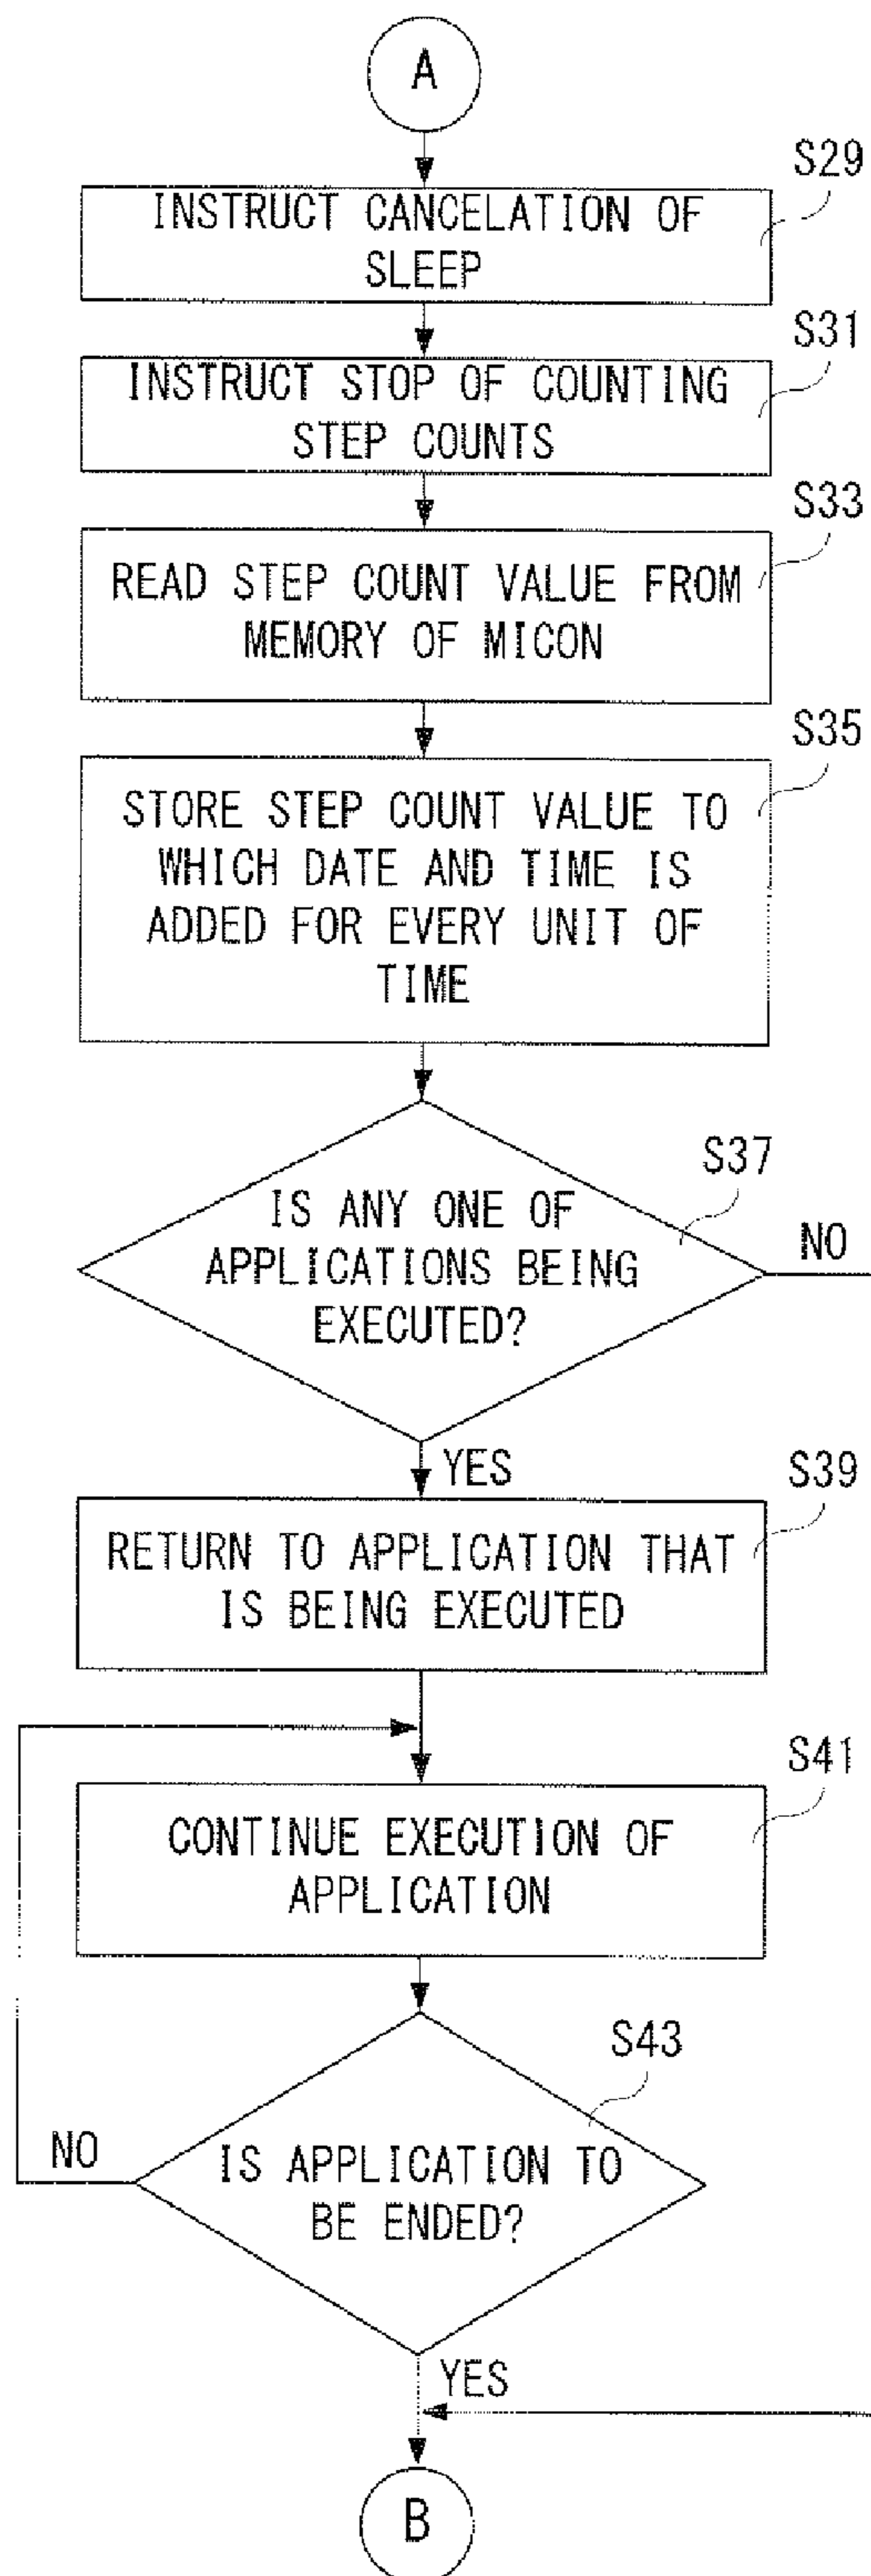 A
S29
INSTRUCT CANCELATION OF
SLEEP
S31
INSTRUCT STOP OF COUNTING
STEP COUNTS
S33
READ STEP COUNT VALUE FROM
MEMORY OF MICON
S35
STORE STEP COUNT VALUE TO
WHICH DATE AND TIME IS
ADDED FOR EVERY UNIT OF
TIME
S37
IS ANY ONE OF
APPLICATIONS BEING
EXECUTED?
NO
YES
S39
RETURN TO APPLICATION THAT
IS BEING EXECUTED
S41
CONTINUE EXECUTION OF
APPLICATION
S43
NO
IS APPLICATION TO
BE ENDED?
YES
B